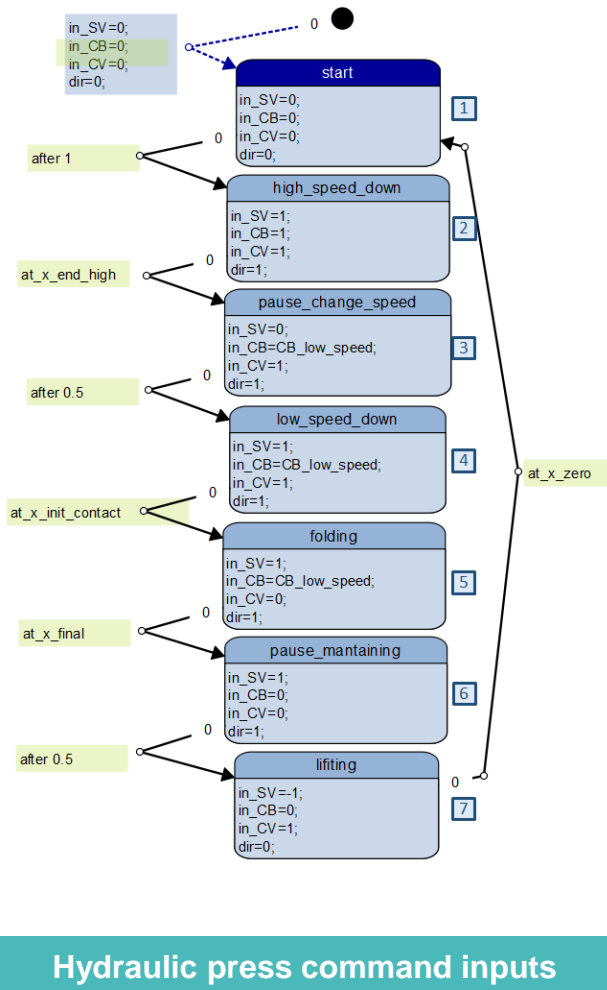 in_SV=0;
in_CB=0;
in_CV=0;
dir=0;
0
start
in_SV=0;
in_CB=0;
in_CV=0;
dir=0;
1
0
after 1
high_speed_down
in_SV=1;
in_CB=1;
in_CV=1;
dir=1;
2
0
at_x_end_high
pause_change_speed
in_SV=0;
in_CB=CB_low_speed;
in_CV=1;
dir=1;
3
0
after 0.5
low_speed_down
in_SV=1;
in_CB=CB_low_speed;
in_CV=1;
dir=1;
4
at_x_zero
0
at_x_init_contact
folding
in_SV=1;
in_CB=CB_low_speed;
in_CV=0;
dir=1;
5
0
at_x_final
pause_mantaining
in_SV=1;
in_CB=0;
in_CV=0;
dir=1;
6
0
after 0.5
lifiting
in_SV=-1;
in_CB=0;
in_CV=1;
dir=0;
0
7
Hydraulic press command inputs